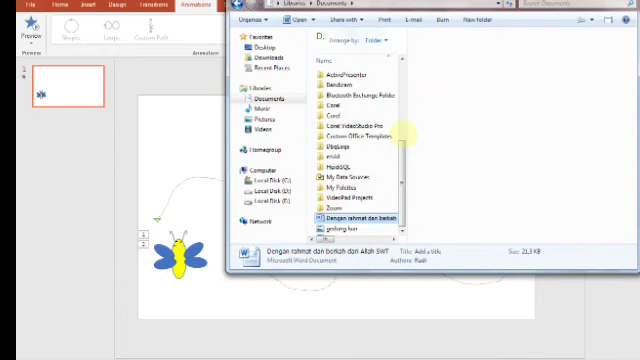 File
Home
Insert
Design
Transitions
Animations
Preview
Shapes
Loops
Custom Path
Animation
1
1
2
Libraries
Documents
Search Documents
Organize
Open
Share with
Print
E-mail
Burn
New folder
Favorites
Desktop
Downloads
Recent Places
Libraries
Documents
Music
Pictures
Videos
Homegroup
Computer
Local Disk (C:)
Local Disk (D:)
Local Disk (E:)
Network
D..
Arrange by: Folder
Name
ActivePresenter
Bandicam
Bluetooth Exchange Folder
Corel
Corel
Corel VideoStudio Pro
Custom Office Templates
DbgLogs
HeidiSQL
My Data Sources
My Palettes
VideoPad Projects
Zoom
Dengan rahmat dan berkah
gedung luar
Dengan rahmat dan berkah dari Allah SWT
Title: Add a title
Size: 21,3 KB
Microsoft Word Document
Authors: Rudi